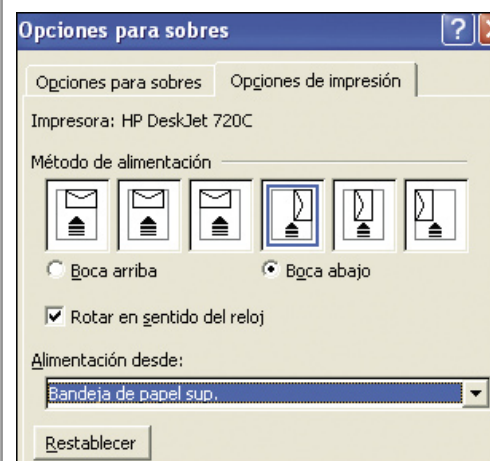 Opciones para sobres
Opciones para sobres Opciones de impresión
Impresora: HP DeskJet 720C
Método de alimentación
Boca arriba Boca abajo
Rotar en sentido del reloj
Alimentación desde:
Bandeja de papel sup.
Restablecer